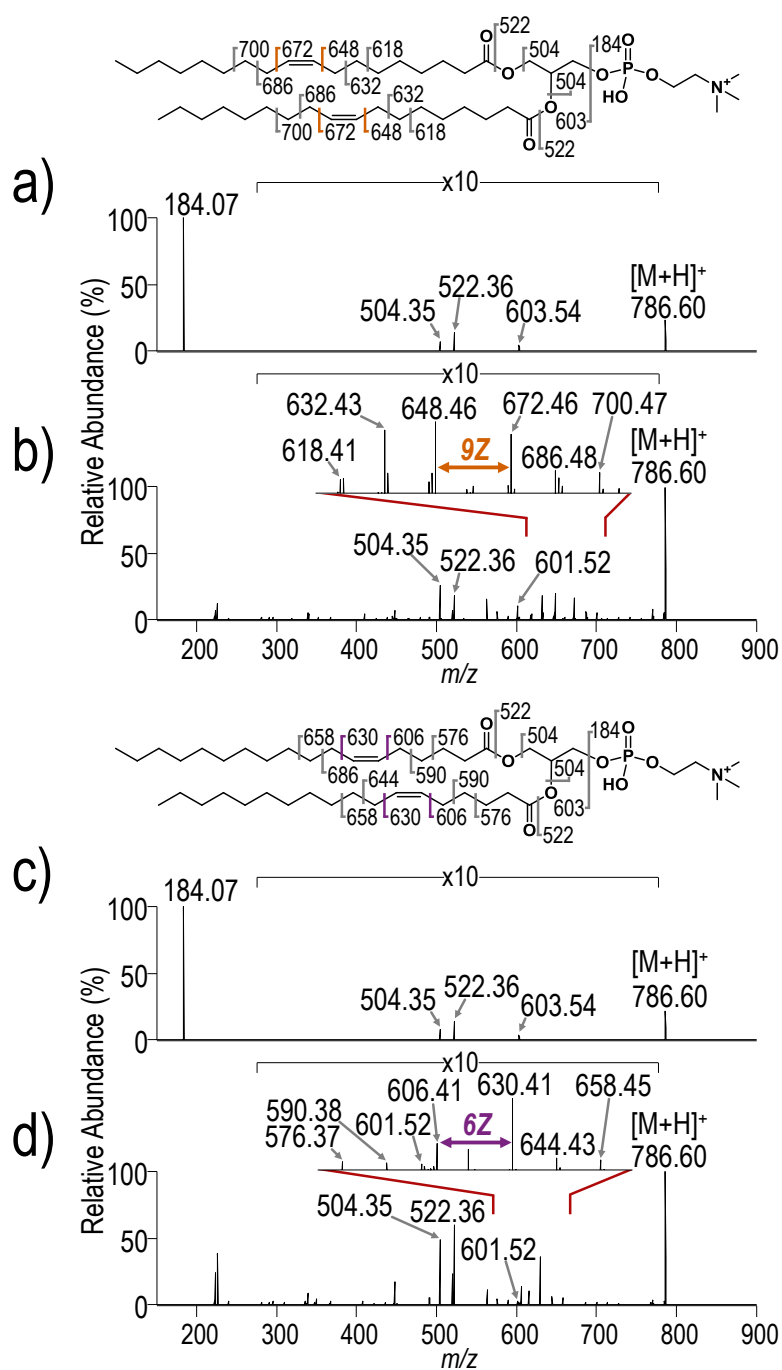 522
700 672 648 618 504 184 O
O P
686 632 O O N+
686 632 O 504 HO
700 672 648 618 O 603
522
a)
x10
184.07
100
[M+H]+
522.36
504.35 603.54 786.60
50
0
x10
632.43 648.46 672.46 700.47
b)
618.41 9Z 686.48 [M+H]+
786.60
100
504.35 522.36 601.52
50
0
200 300 400 500 600 700 800 900
m/z
Relative Abundance (%)
522
658 630 606 576 504 184 O
O P
686 644 590 590 O O N+
504 HO
658 630 606 576 O 603
522
c)
x10
184.07
100
[M+H]+
504.35 522.36 603.54 786.60
50
0
x10
606.41 630.41 658.45
d)
590.38 601.52 6Z [M+H]+
576.37 644.43 786.60
100
504.35 522.36
601.52
50
0
200 300 400 500 600 700 800 900
m/z
Relative Abundance (%)